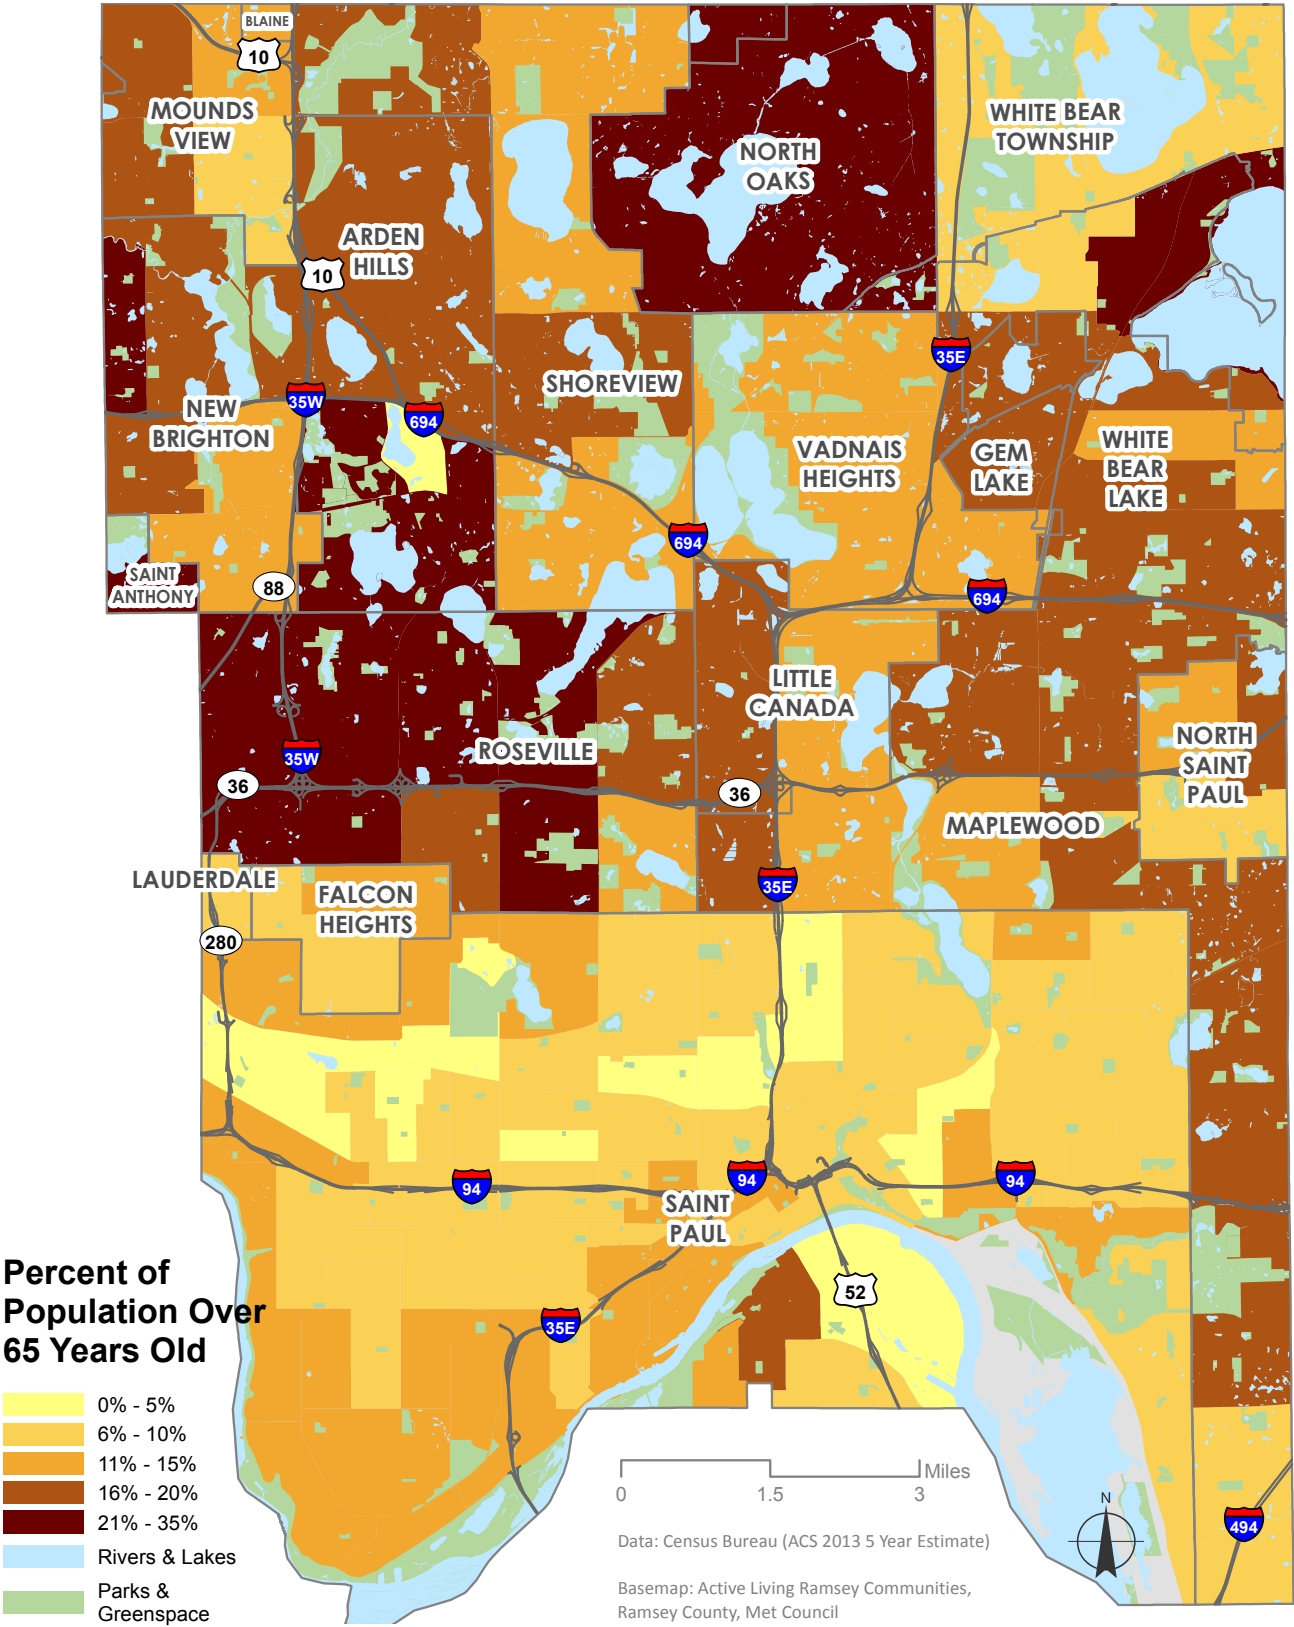 BLAINE
10
MOUNDS
VIEW
WHITE BEAR
TOWNSHIP
NORTH
OAKS
ARDEN
HILLS
10
35E
SHOREVIEW
35W
694
NEW
BRIGHTON
VADNAIS
HEIGHTS
GEM
LAKE
WHITE
BEAR
LAKE
694
SAINT
ANTHONY
88
694
LITTLE
CANADA
ROSEVILLE
35W
NORTH
SAINT
PAUL
36
36
MAPLEWOOD
LAUDERDALE
FALCON
HEIGHTS
35E
280
94
94
94
SAINT
PAUL
52
35E
Percent of
Population Over
65 Years Old
0% - 5%
6% - 10%
11% - 15%
16% - 20%
21% - 35%
Rivers & Lakes
Parks &
Greenspace
Miles
0 1.5 3
Data: Census Bureau (ACS 2013 5 Year Estimate)
Basemap: Active Living Ramsey Communities,
Ramsey County, Met Council
N
494